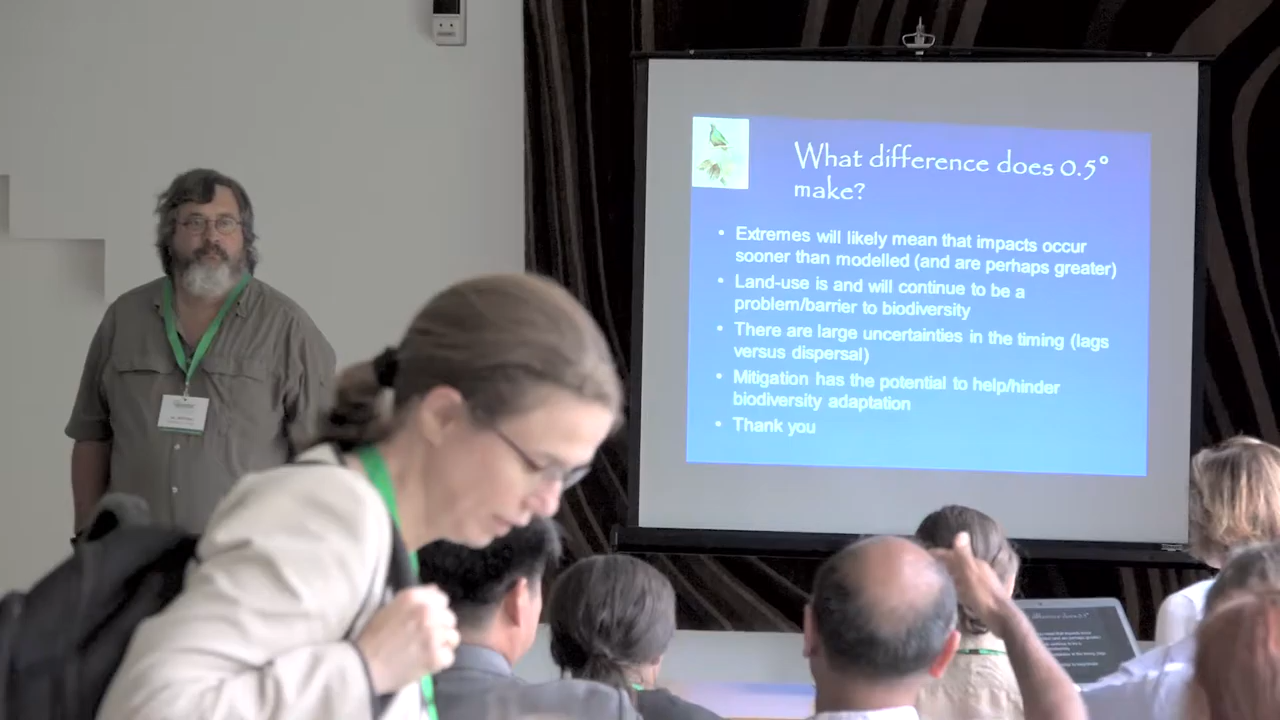 What difference does 0.5°
make?
• Extremes will likely mean that impacts occur
sooner than modelled (and are perhaps greater)
• Land-use is and will continue to be a
problem/barrier to biodiversity
• There are large uncertainties in the timing (lags
versus dispersal)
• Mitigation has the potential to help/hinder
biodiversity adaptation
• Thank you